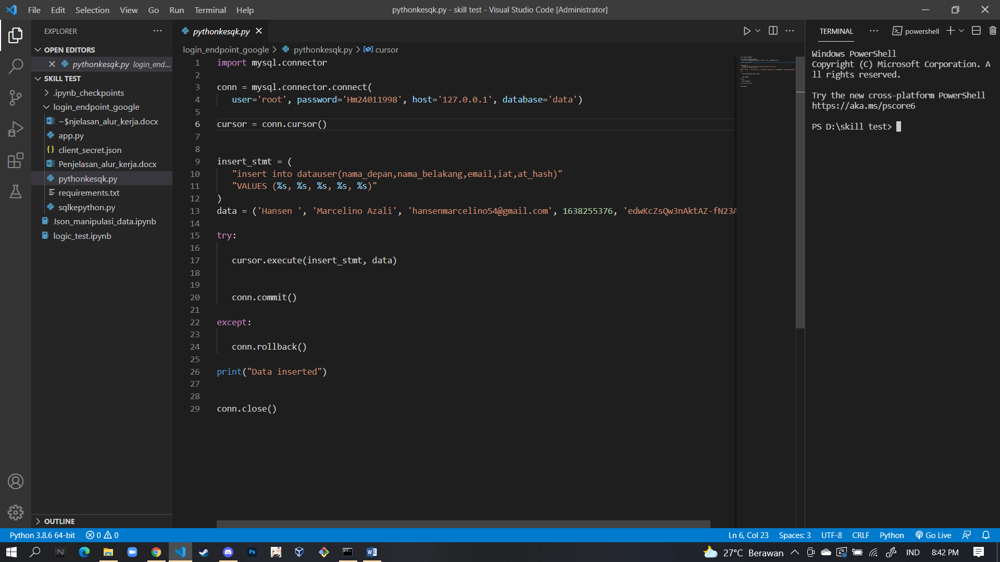 File Edit Selection View Go Run Terminal Help
pythonkesqk.py - skill test - Visual Studio Code [Administrator]
EXPLORER
OPEN EDITORS
pythonkesqk.py login_end...
SKILL TEST
.ipynb_checkpoints
login_endpoint_google
~$njelasan_alur_kerja.docx
app.py
client_secret.json
Penjelasan_alur_kerja.docx
pythonkesqk.py
requirements.txt
sqlkepython.py
Json_manipulasi_data.ipynb
logic_test.ipynb
OUTLINE
pythonkesqk.py
login_endpoint_google > pythonkesqk.py > cursor
1 import mysql.connector
2
3 conn = mysql.connector.connect(
4 user='root', password='Hm24011998', host='127.0.0.1', database='data')
5
6 cursor = conn.cursor()
7
8
9 insert_stmt = (
10 "insert into datauser(nama_depan,nama_belakang,email,iat,at_hash)"
11 "VALUES (%s, %s, %s, %s, %s)"
12 )
13 data = ('Hansen ', 'Marcelino Azali', 'hansenmarcelino54@gmail.com', 1638255376, 'edwKcZsQw3nAktAZ-fN23A
14
15 try:
16
17 cursor.execute(insert_stmt, data)
18
19
20 conn.commit()
21
22 except:
23
24 conn.rollback()
25
26 print("Data inserted")
27
28
29 conn.close()
TERMINAL
powershell
Windows PowerShell
Copyright (C) Microsoft Corporation. A
ll rights reserved.
Try the new cross-platform PowerShell
https://aka.ms/pscore6
PS D:\skill test>
Python 3.8.6 64-bit 0 0
Ln 6, Col 23 Spaces: 3 UTF-8 CRLF Python Go Live
27°C Berawan IND 8:42 PM